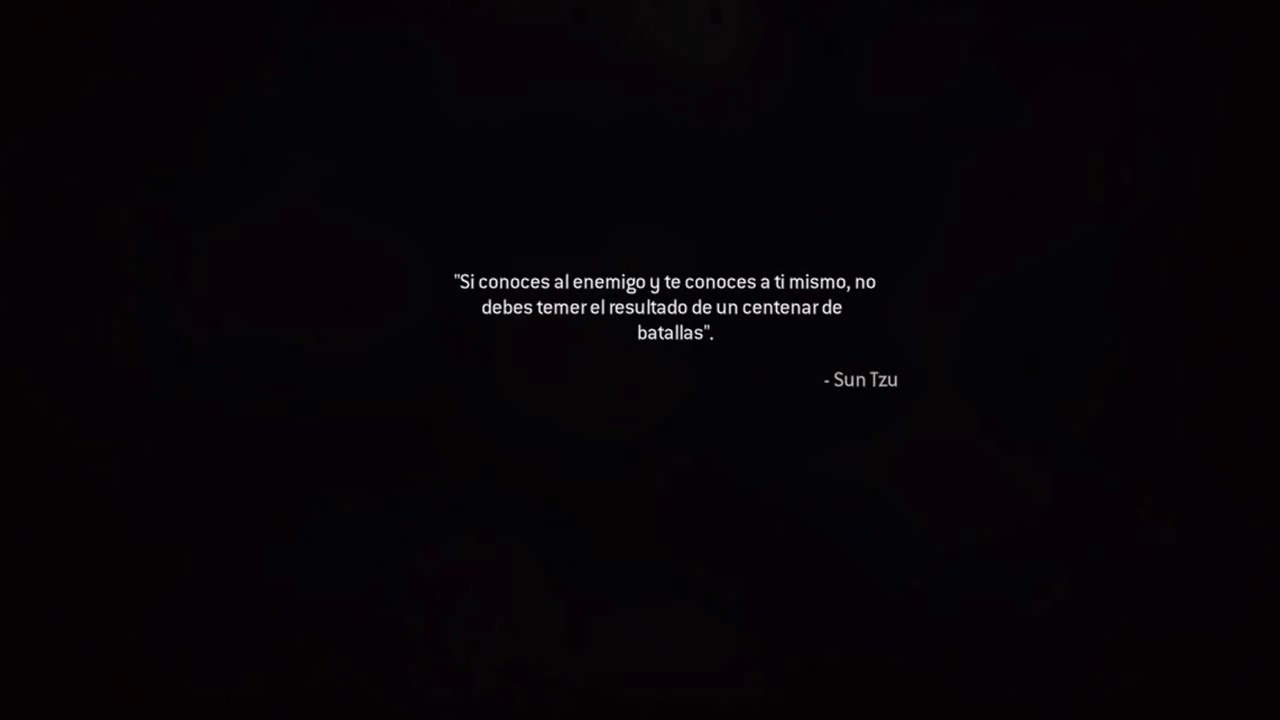 "Si conoces al enemigo y te conoces a ti mismo, no
debes temer el resultado de un centenar de
batallas".
- Sun Tzu